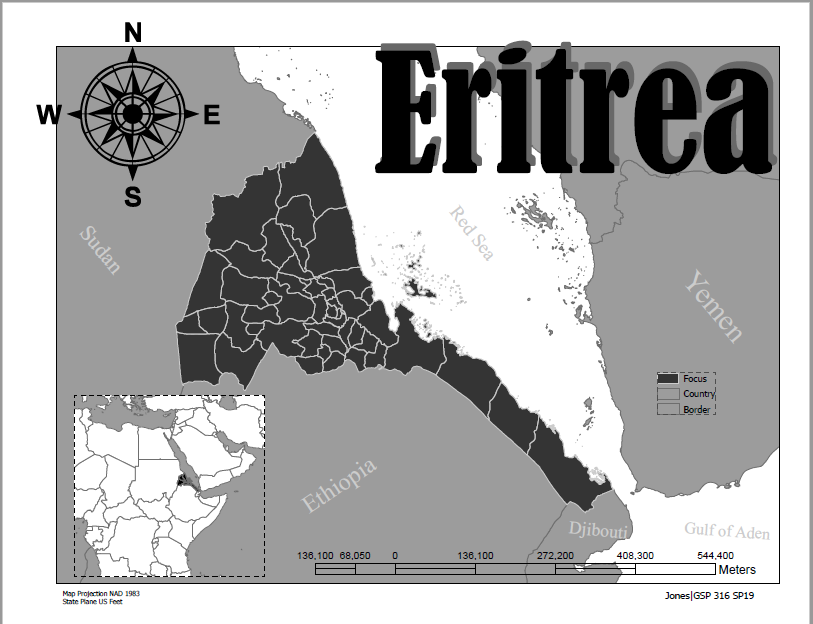 N
Eritrea
W E
S
Red Sea
Sudan
Yemen
Focus
Country
Border
Ethiopia
Djibouti
Gulf of Aden
136,100 68,050 0 136,100 272,200 408,300 544,400
Meters
Map Projection NAD 1983
State Plane US Feet
Jones|GSP 316 SP19